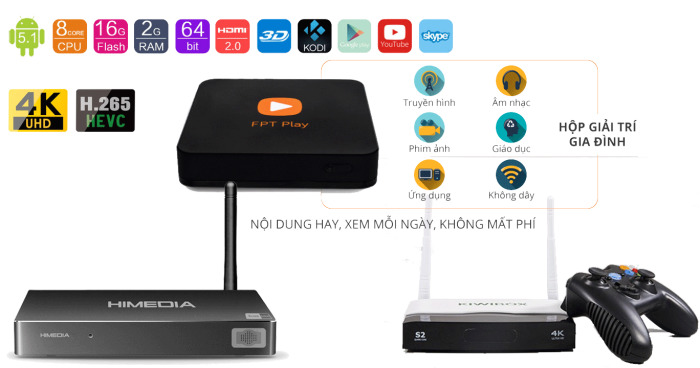 5.1
8CORE
CPU
16G
Flash
2G
RAM
64
bit
HDMI
2.0
3D
KODI
Google play
YouTube
skype
4K
UHD
H.265
HEVC
FPT Play
Truyền hình
Âm nhạc
Phim ảnh
Giáo dục
Ứng dụng
Không dây
HỘP GIẢI TRÍ
GIA ĐÌNH
NỘI DUNG HAY, XEM MỖI NGÀY, KHÔNG MẤT PHÍ
HIMEDIA
HIMEDIA
KIWIBOX
S2
4K